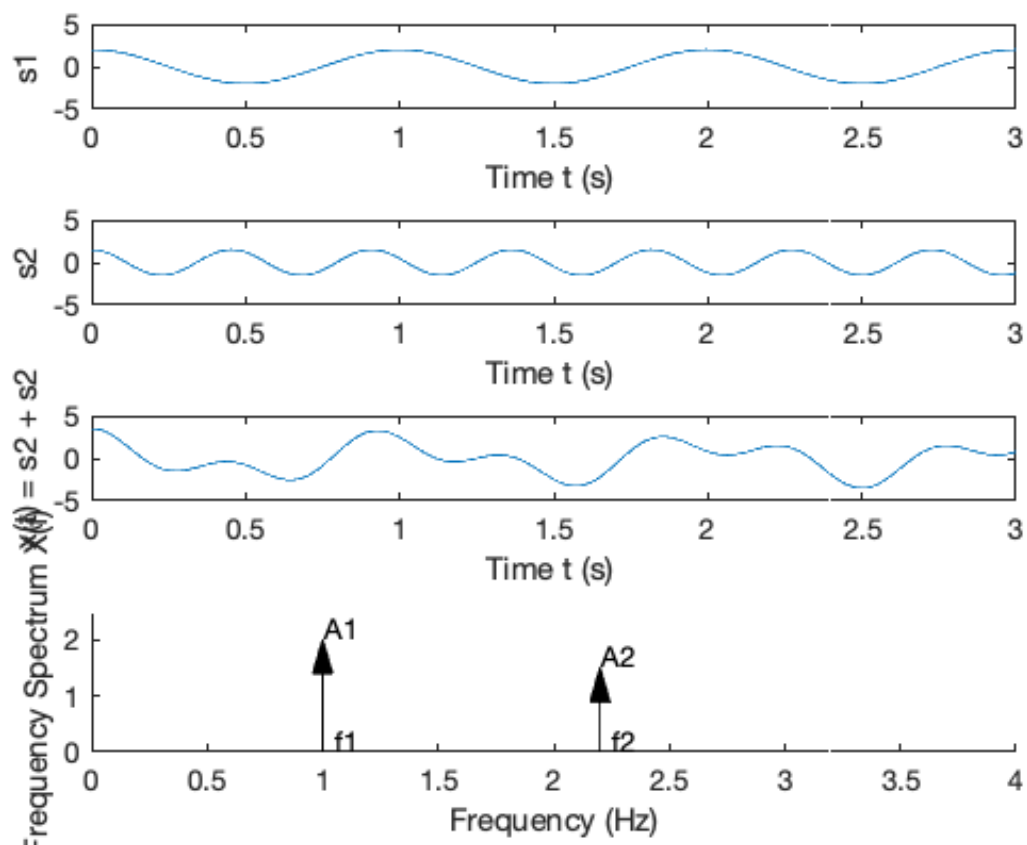 5
0
-5
s1
0 0.5 1 1.5 2 2.5 3
Time t (s)
5
0
-5
s2
0 0.5 1 1.5 2 2.5 3
Time t (s)
5
0
-5
x(t) = s2 + s2
0 0.5 1 1.5 2 2.5 3
Time t (s)
2
1
0
Frequency Spectrum X(f)
A1
A2
f1
f2
0 0.5 1 1.5 2 2.5 3 3.5 4
Frequency (Hz)